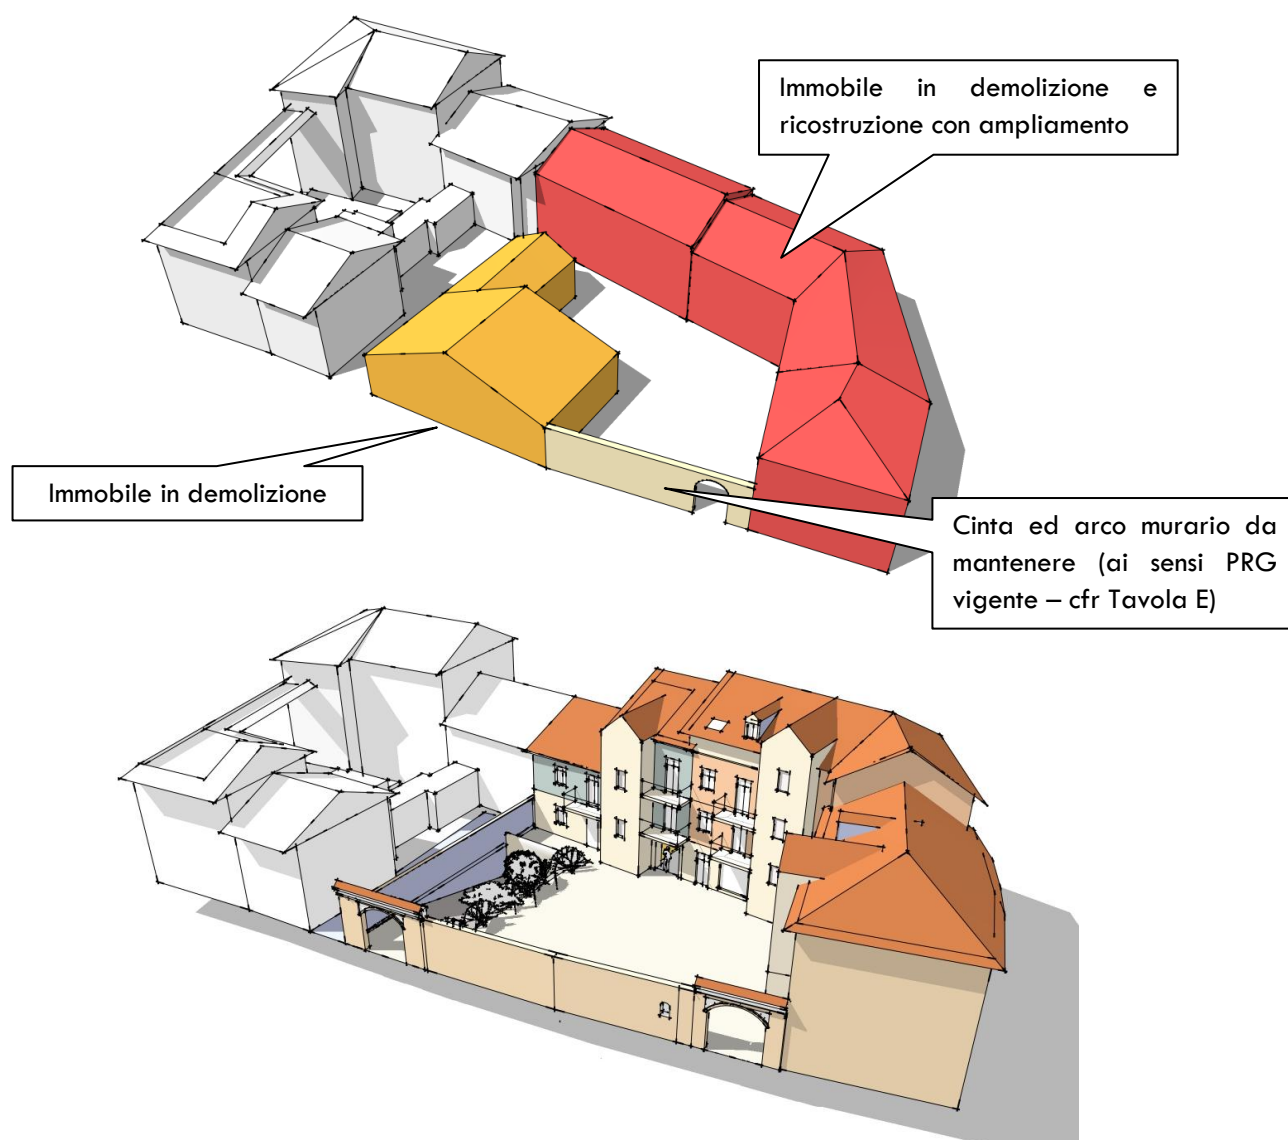 Immobile in demolizione e
ricostruzione con ampliamento
Immobile in demolizione
Cinta ed arco murario da
mantenere (ai sensi PRG
vigente – cfr Tavola E)